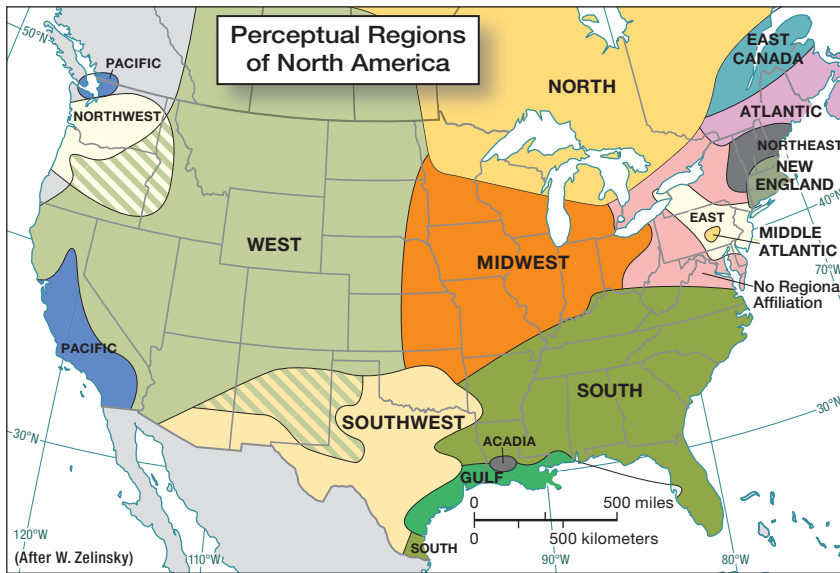 Perceptual Regions
of North America
50°N
PACIFIC
NORTHWEST
NORTH
EAST
CANADA
ATLANTIC
NORTHEAST
NEW
ENGLAND
40°N
EAST
MIDDLE
ATLANTIC
70°W
No Regional
Affiliation
WEST
MIDWEST
PACIFIC
SOUTH
30°N
SOUTHWEST
ACADIA
GULF
30°N
0 500 miles
0 500 kilometers
SOUTH
120°W
110°W
90°W
80°W
(After W. Zelinsky)